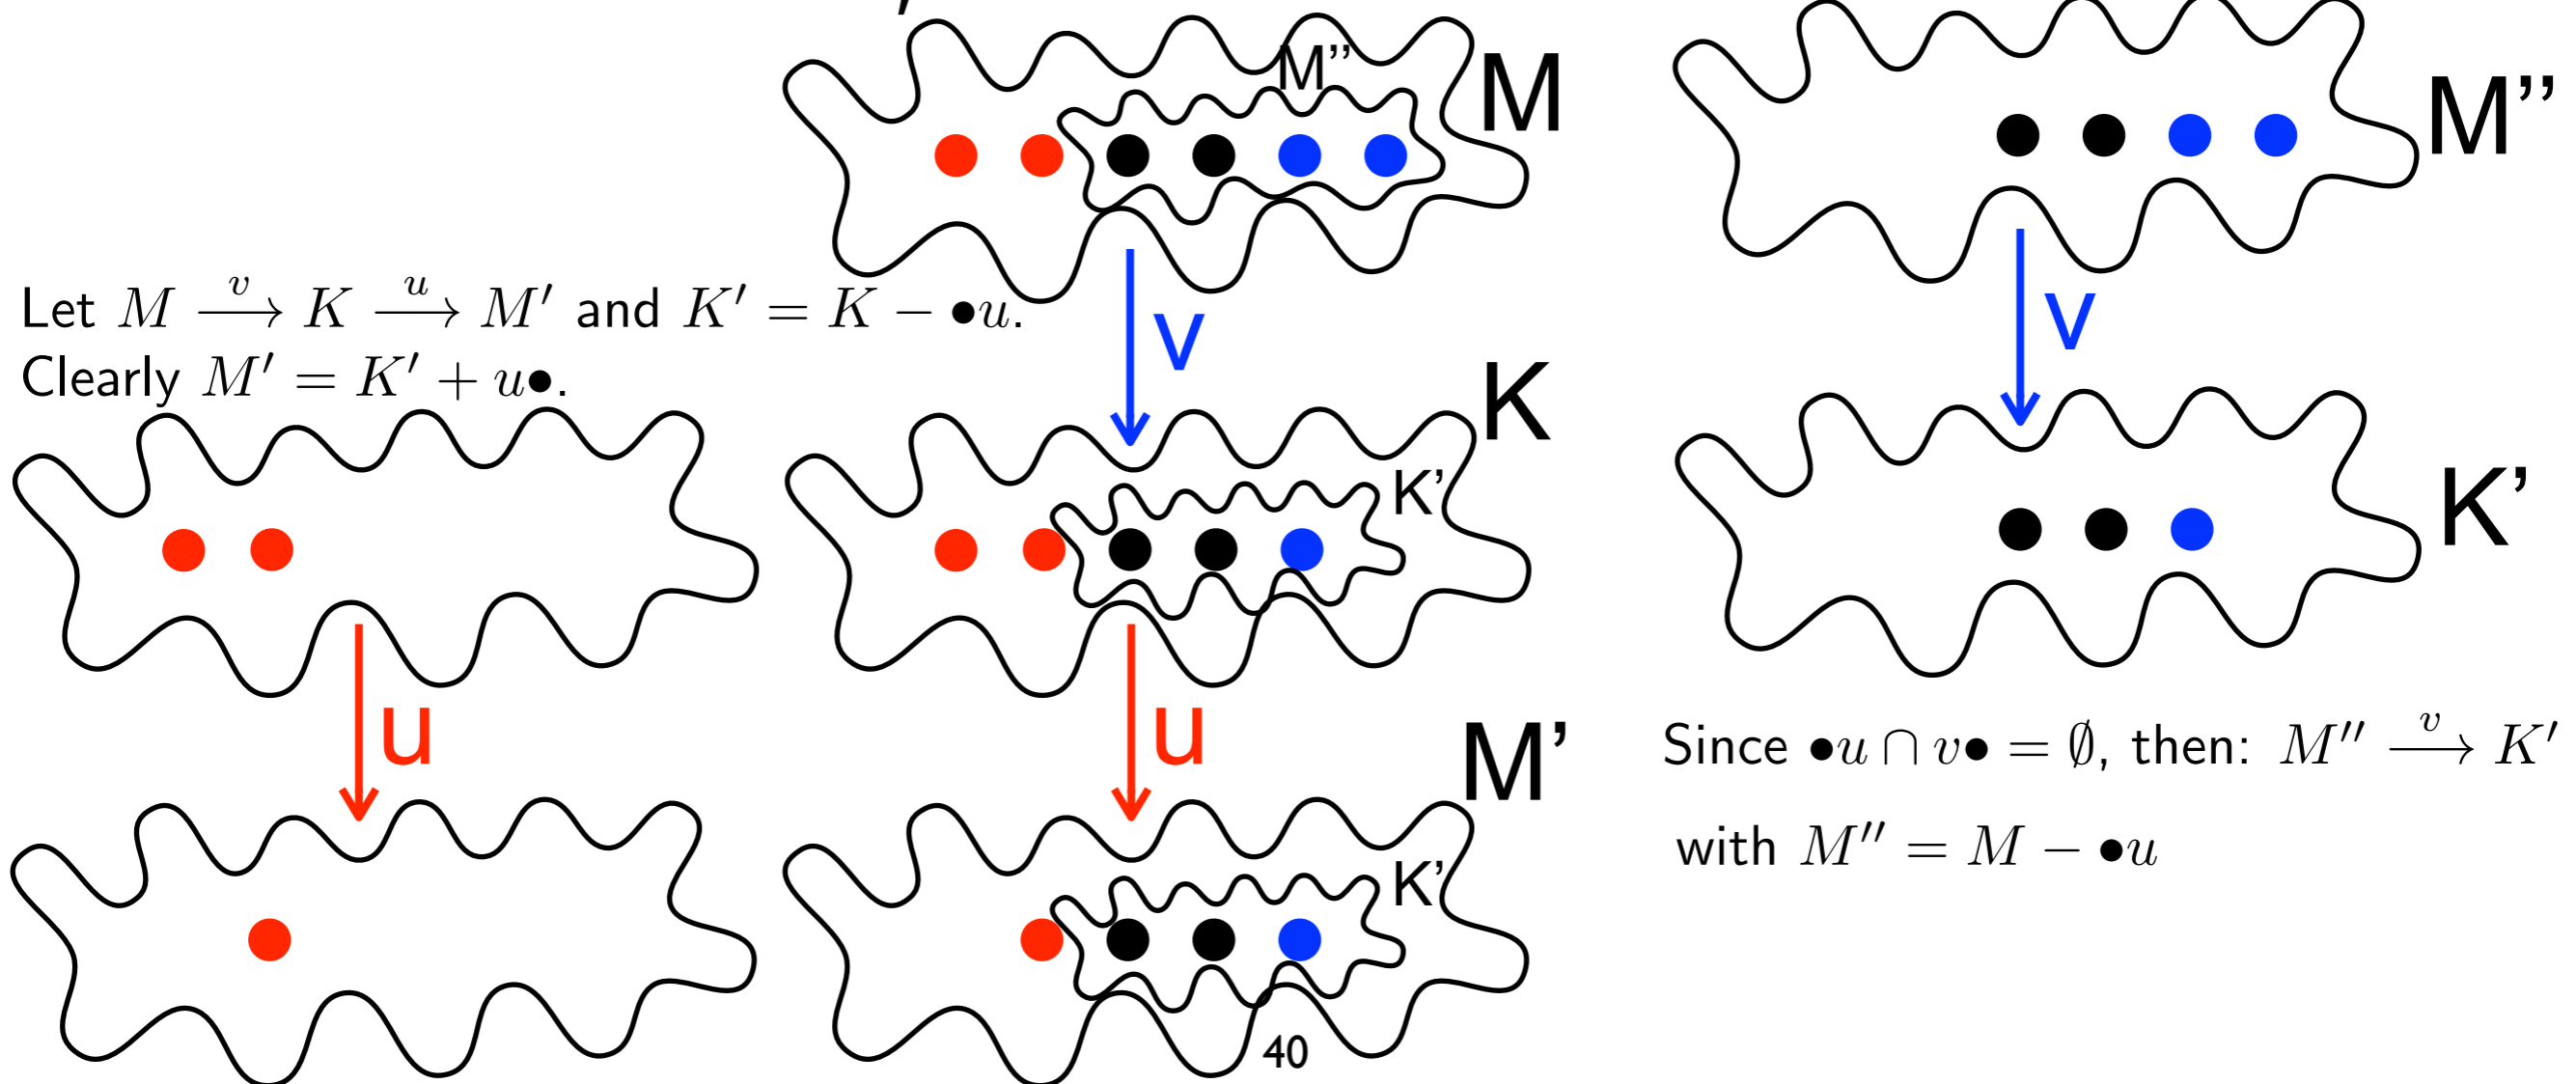 M”
M
M”
v
v
Let M v→ K u→ M′ and K′ = K − •u.
Clearly M′ = K′ + u•.
K
K’
K’
u
u
M’
Since •u ∩ v• = ∅, then: M′′ v→ K′
with M′′ = M − •u
K’
40